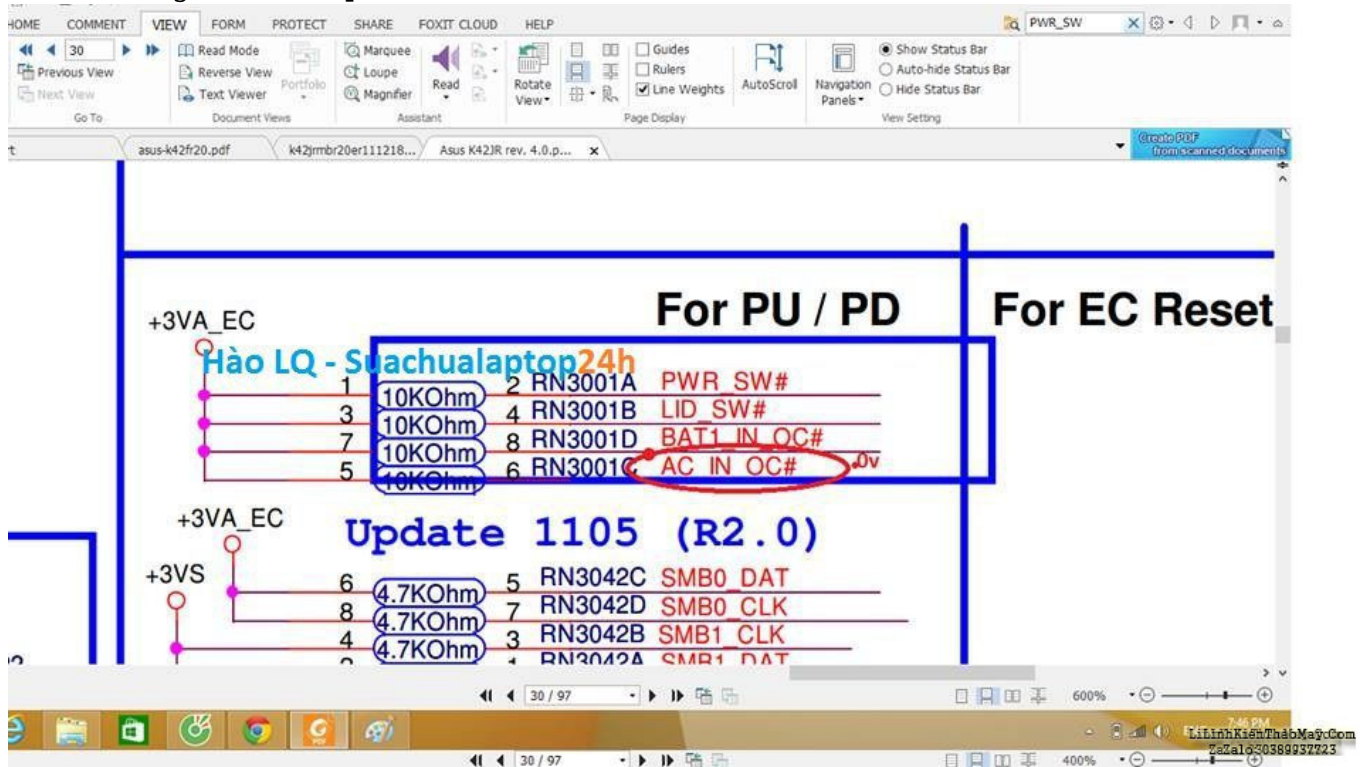 HOME COMMENT VIEW FORM PROTECT SHARE FOXIT CLOUD HELP PWR_SW
30 Read Mode Marquee Guides Show Status Bar
Previous View Reverse View Portfolio Loupe Read Rotate View Rulers AutoScroll Navigation Panels Auto-hide Status Bar
Next View Text Viewer Magnifier Line Weights Hide Status Bar
Go To Document Views Assistant Page Display View Setting
asus-k42fr20.pdf k42jrmbr20er111218... Asus K42JR rev. 4.0.p... x
Create PDF
from scanned documents
For PU / PD For EC Reset
+3VA_EC
Hào LQ - Suachualaptop24h
1 10KOhm 2 RN3001A PWR_SW#
3 10KOhm 4 RN3001B LID_SW#
7 10KOhm 8 RN3001D BAT1_IN_OC#
5 10KOhm 6 RN3001C AC_IN_OC# 0v
+3VA_EC Update 1105 (R2.0)
+3VS 6 4.7KOhm 5 RN3042C SMB0_DAT
8 4.7KOhm 7 RN3042D SMB0_CLK
4 4.7KOhm 3 RN3042B SMB1_CLK
1 RN3042A SMB1_DAT
30 / 97 600%
7:46 PM
LiLinhKiệnThábMáy.Com
ZaZalo
30 / 97 400%